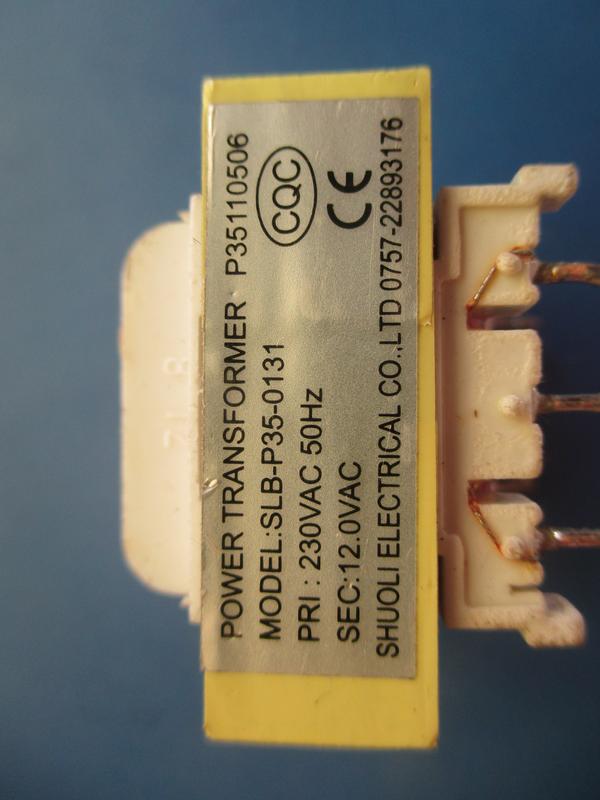 POWER TRANSFORMER P35110506
MODEL:SLB-P35-0131
CQC
PRI : 230VAC 50Hz
CE
SEC:12.0VAC
SHUOLI ELECTRICAL CO.,LTD 0757-22893176